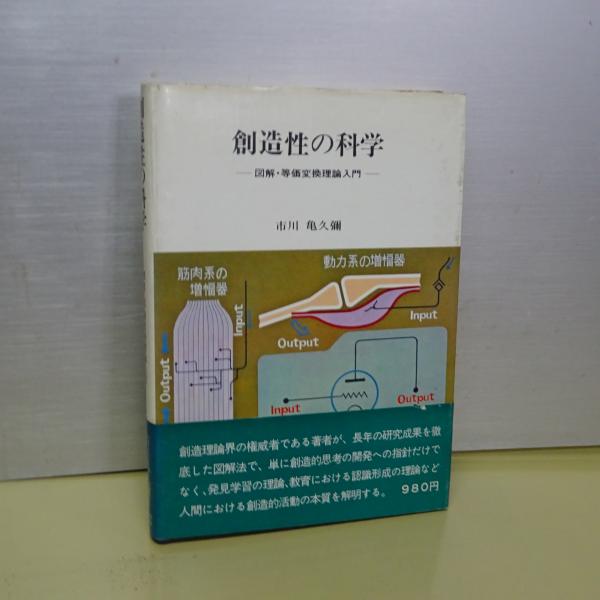 創造性の科学
―図解・等価変換理論入門―
市川 亀久彌
筋肉系の
増幅器
動力系の増幅器
Input
Output
Input
Output
Input
Output
創造理論界の権威者である著者が、長年の研究成果を徹
底した図解法で、単に創造的思考の開発への指針だけで
なく、発見学習の理論、教育における認識形成の理論など
人間における創造的活動の本質を解明する。 980円